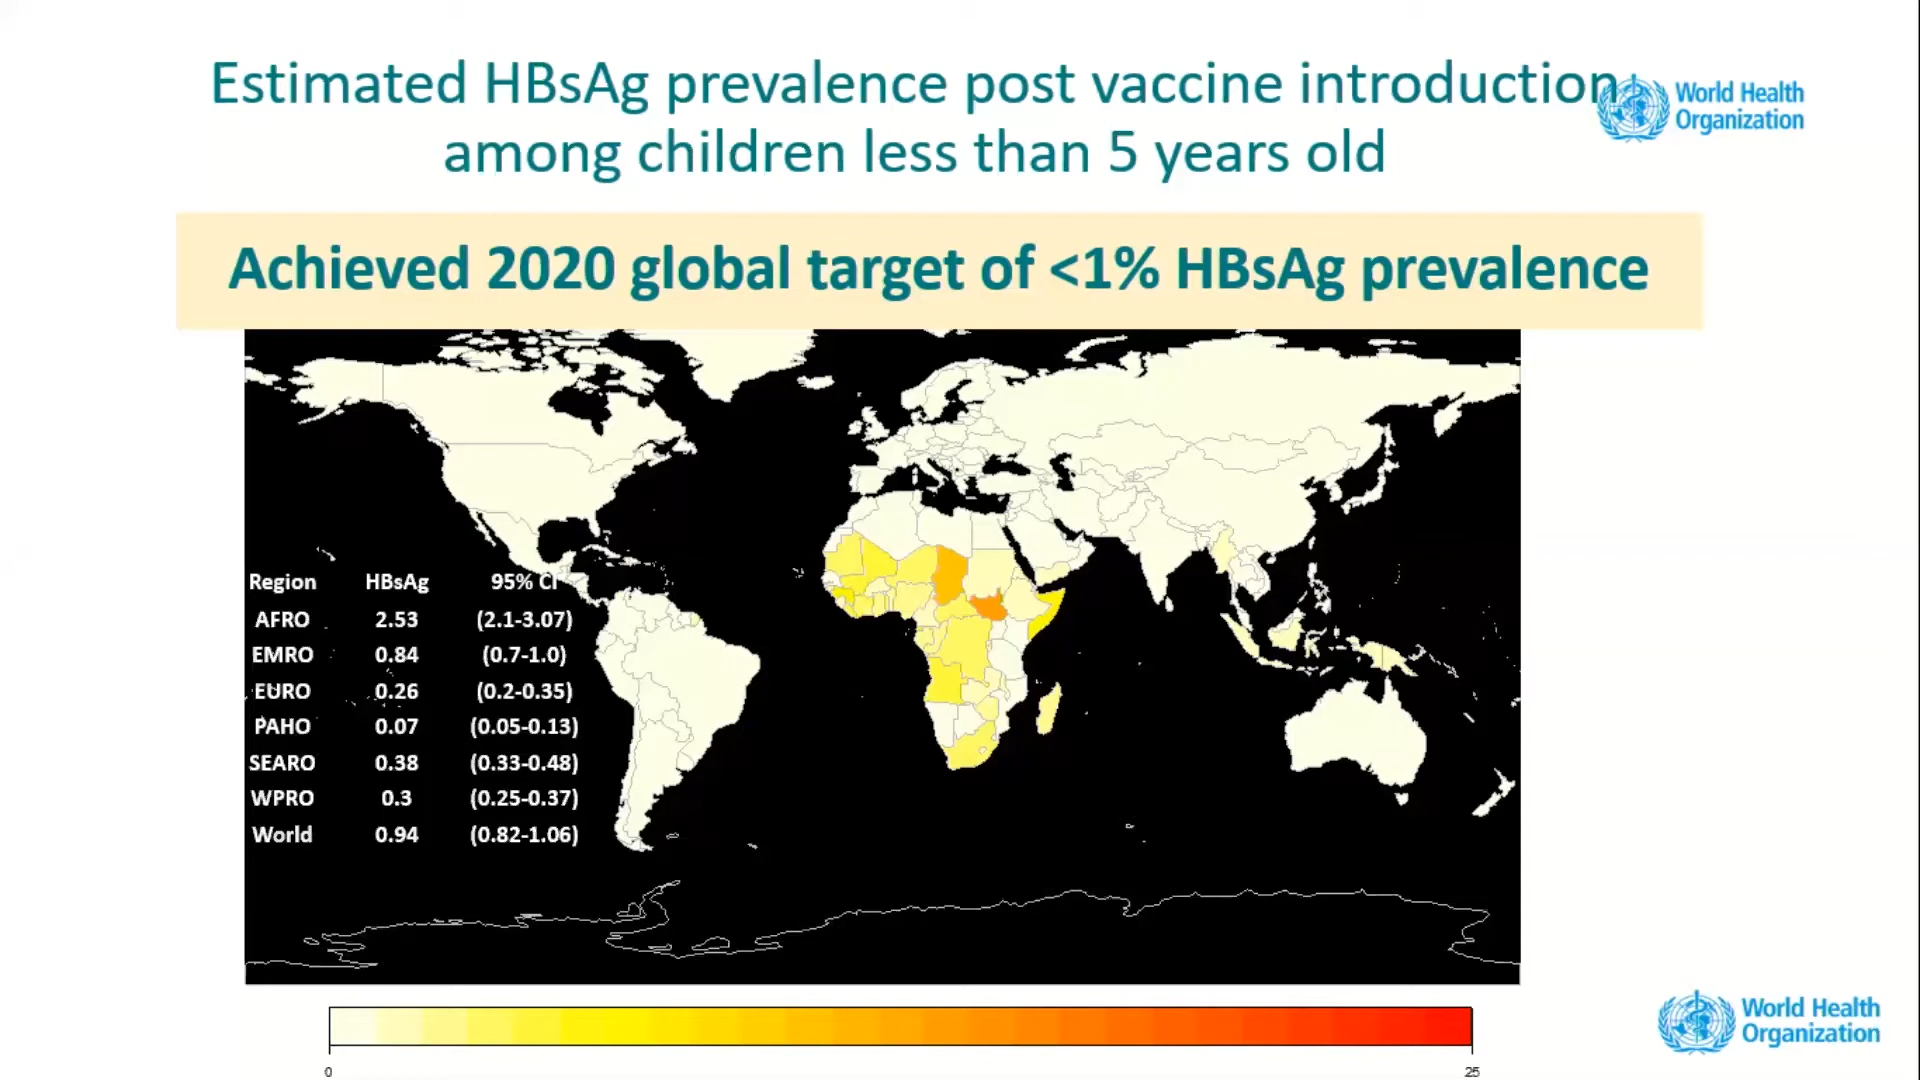 Estimated HBsAg prevalence post vaccine introduction
among children less than 5 years old
World Health
Organization
Achieved 2020 global target of <1% HBsAg prevalence
Region HBsAg 95% CI
AFRO 2.53 (2.1-3.07)
EMRO 0.84 (0.7-1.0)
EURO 0.26 (0.2-0.35)
PAHO 0.07 (0.05-0.13)
SEARO 0.38 (0.33-0.48)
WPRO 0.3 (0.25-0.37)
World 0.94 (0.82-1.06)
0 25
World Health
Organization